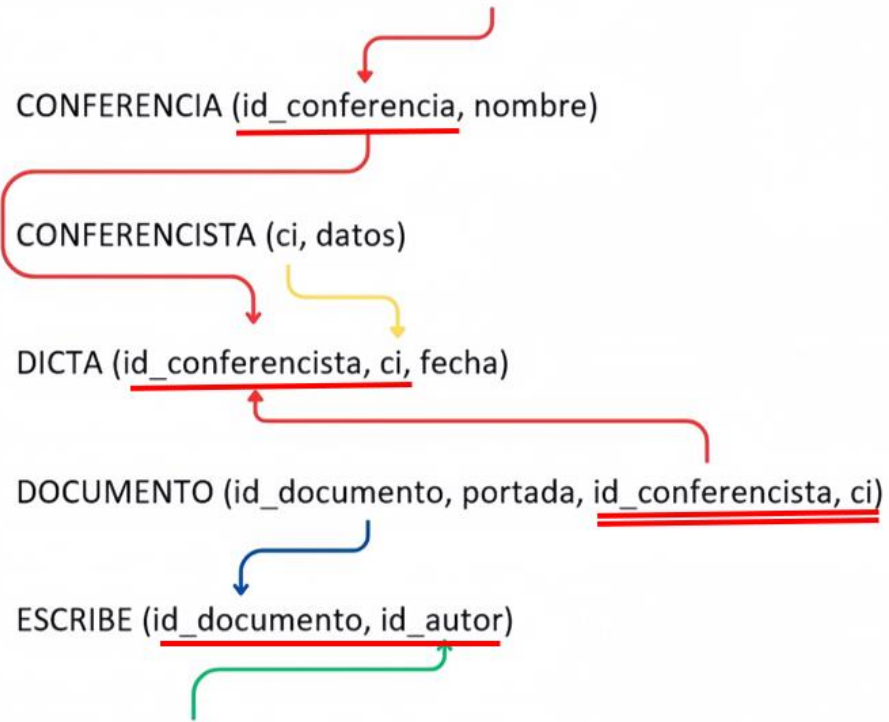 CONFERENCIA (id_conferencia, nombre)
CONFERENCISTA (ci, datos)
DICTA (id_conferencista, ci, fecha)
DOCUMENTO (id_documento, portada, id_conferencista, ci)
ESCRIBE (id_documento, id_autor)